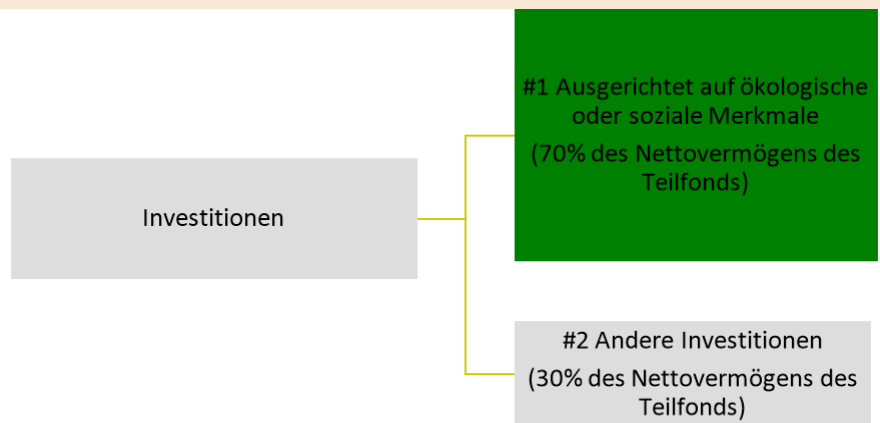 #1 Ausgerichtet auf ökologische
oder soziale Merkmale
(70% des Nettovermögens des
Teilfonds)
Investitionen
#2 Andere Investitionen
(30% des Nettovermögens des
Teilfonds)